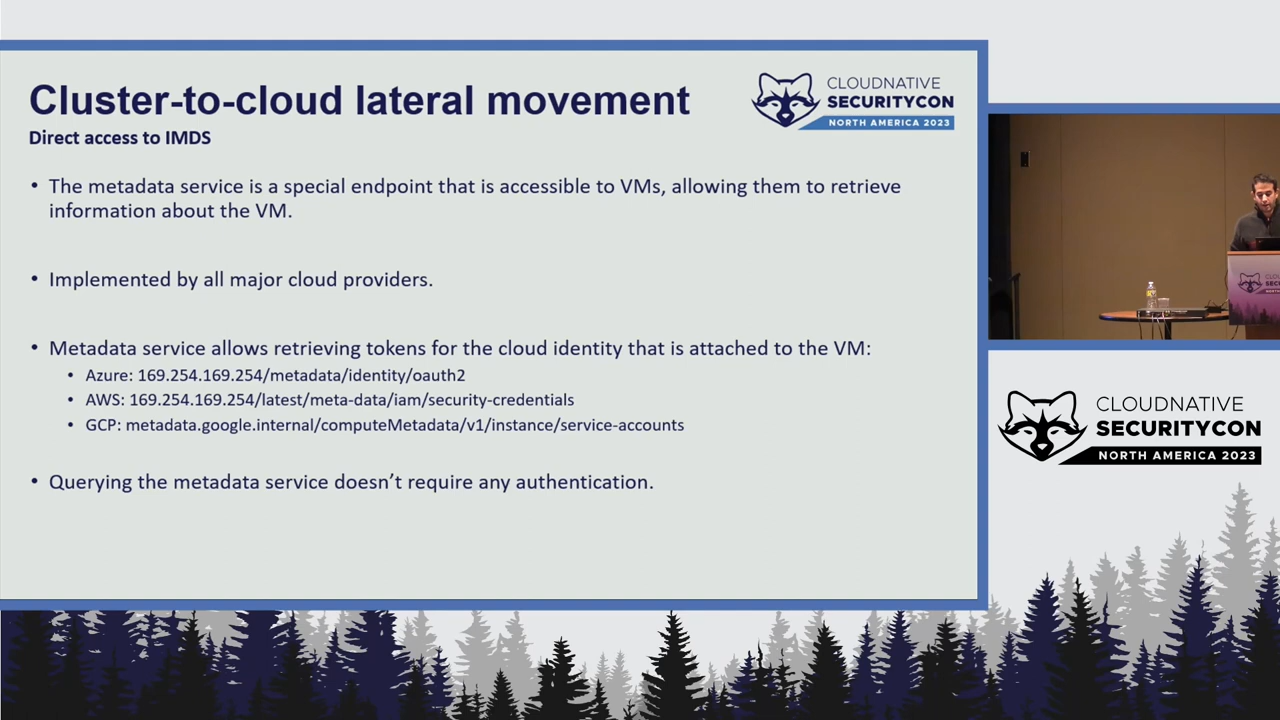 Cluster-to-cloud lateral movement
Direct access to IMDS
CLOUDNATIVE
SECURITYCON
NORTH AMERICA 2023
• The metadata service is a special endpoint that is accessible to VMs, allowing them to retrieve
information about the VM.
• Implemented by all major cloud providers.
• Metadata service allows retrieving tokens for the cloud identity that is attached to the VM:
• Azure: 169.254.169.254/metadata/identity/oauth2
• AWS: 169.254.169.254/latest/meta-data/iam/security-credentials
• GCP: metadata.google.internal/computeMetadata/v1/instance/service-accounts
• Querying the metadata service doesn’t require any authentication.
CLOUDNATIVE
SECURITYCON
NORTH AMERICA 2023